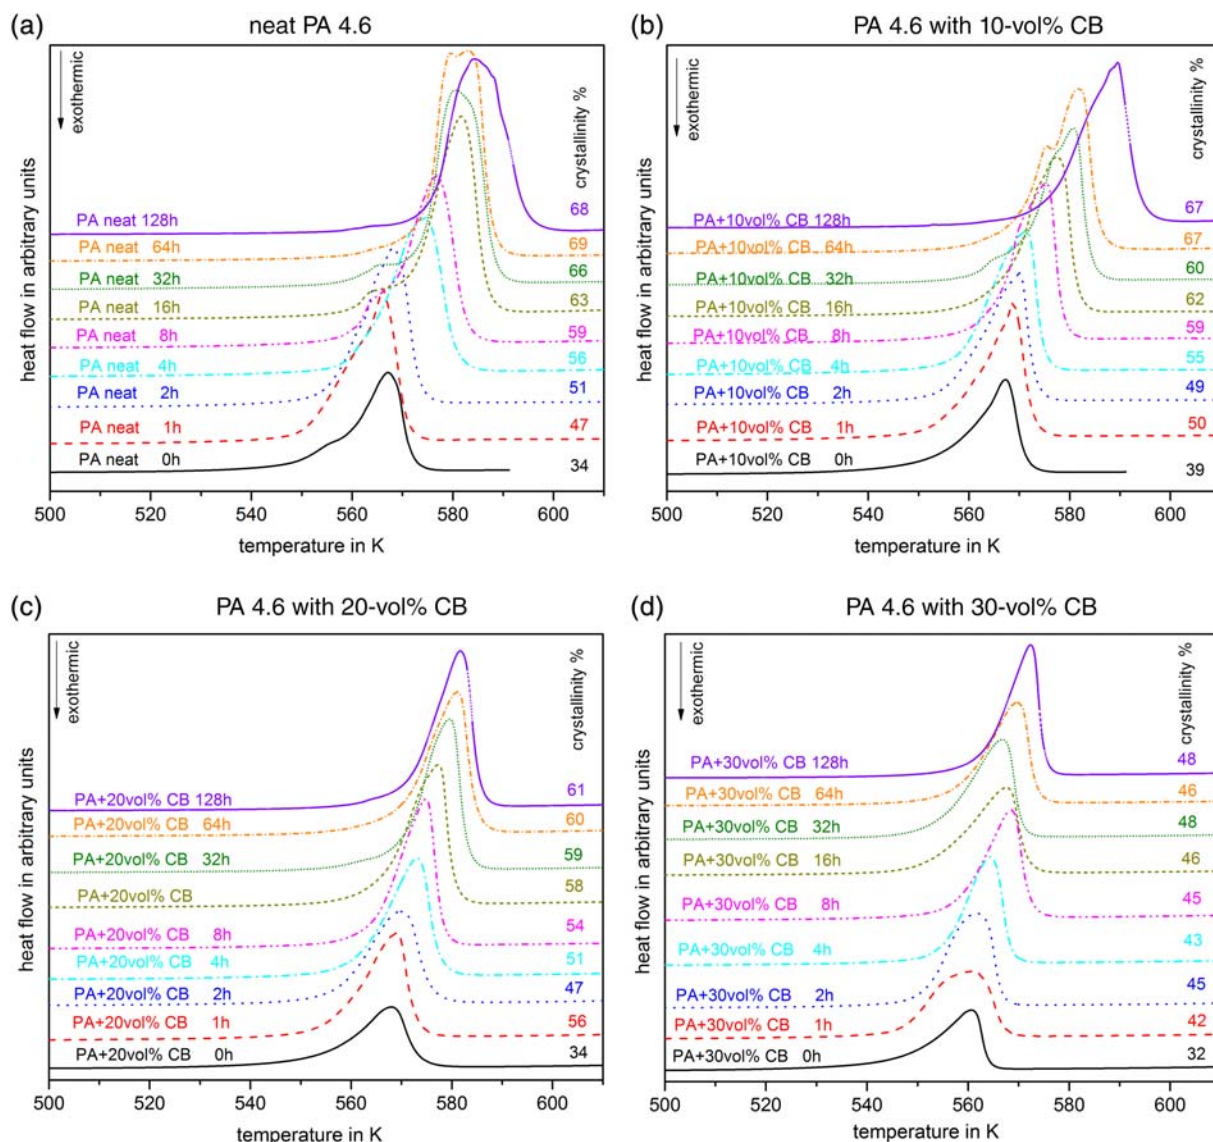 (a)
neat PA 4.6
exothermic
heat flow in arbitrary units
crystallinity %
PA neat 128h
68
PA neat 64h
69
PA neat 32h
66
PA neat 16h
63
PA neat 8h
59
PA neat 4h
56
PA neat 2h
51
PA neat 1h
47
PA neat 0h
34
500 520 540 560 580 600
temperature in K
(b)
PA 4.6 with 10-vol% CB
exothermic
heat flow in arbitrary units
crystallinity %
PA+10vol% CB 128h
67
PA+10vol% CB 64h
67
PA+10vol% CB 32h
60
PA+10vol% CB 16h
62
PA+10vol% CB 8h
59
PA+10vol% CB 4h
55
PA+10vol% CB 2h
49
PA+10vol% CB 1h
50
PA+10vol% CB 0h
39
500 520 540 560 580 600
temperature in K
(c)
PA 4.6 with 20-vol% CB
exothermic
heat flow in arbitrary units
crystallinity %
PA+20vol% CB 128h
61
PA+20vol% CB 64h
60
PA+20vol% CB 32h
59
PA+20vol% CB
58
PA+20vol% CB 8h
54
PA+20vol% CB 4h
51
PA+20vol% CB 2h
47
PA+20vol% CB 1h
56
PA+20vol% CB 0h
34
500 520 540 560 580 600
temperature in K
(d)
PA 4.6 with 30-vol% CB
exothermic
heat flow in arbitrary units
crystallinity %
PA+30vol% CB 128h
48
PA+30vol% CB 64h
46
PA+30vol% CB 32h
48
PA+30vol% CB 16h
46
PA+30vol% CB 8h
45
PA+30vol% CB 4h
43
PA+30vol% CB 2h
45
PA+30vol% CB 1h
42
PA+30vol% CB 0h
32
500 520 540 560 580 600
temperature in K